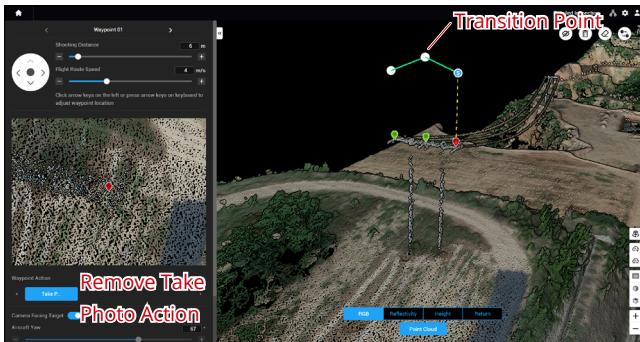 Waypoint 01
Transition Point
Shooting Distance
6 m
Flight Route Speed
4 m/s
Click arrow keys on the left or press arrow keys on keyboard to
adjust waypoint location
Waypoint Action
Remove Take
Photo Action
Take P...
Camera Facing Target
Aircraft Yaw
67 °
RGB
Reflectivity
Height
Return
Point Cloud